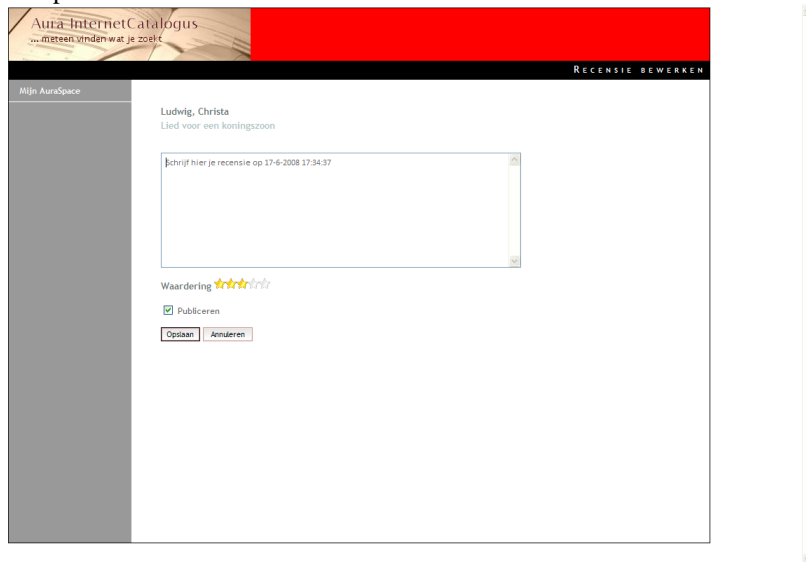 Aura InternetCatalogus
... meteen vinden wat je zoekt
Recensie bewerken
Mijn AuraSpace
Ludwig, Christa
Lied voor een koningszoon
Schrijf hier je recensie op 17-6-2008 17:34:37
Waardering
Publiceren
Opslaan Annuleren